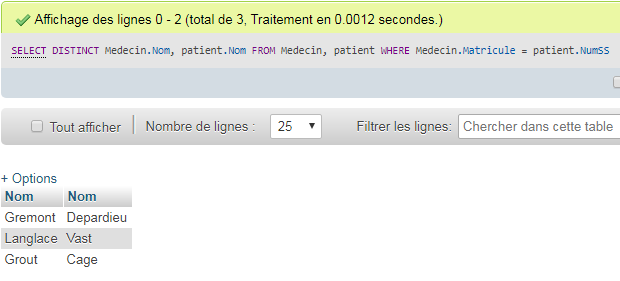 Affichage des lignes 0 - 2 (total de 3, Traitement en 0.0012 secondes.)
SELECT DISTINCT Medecin.Nom, patient.Nom FROM Medecin, patient WHERE Medecin.Matricule = patient.NumSS
Tout afficher Nombre de lignes : 25 Filtrer les lignes: Chercher dans cette table
+ Options
Nom Nom
Gremont Depardieu
Langlace Vast
Grout Cage